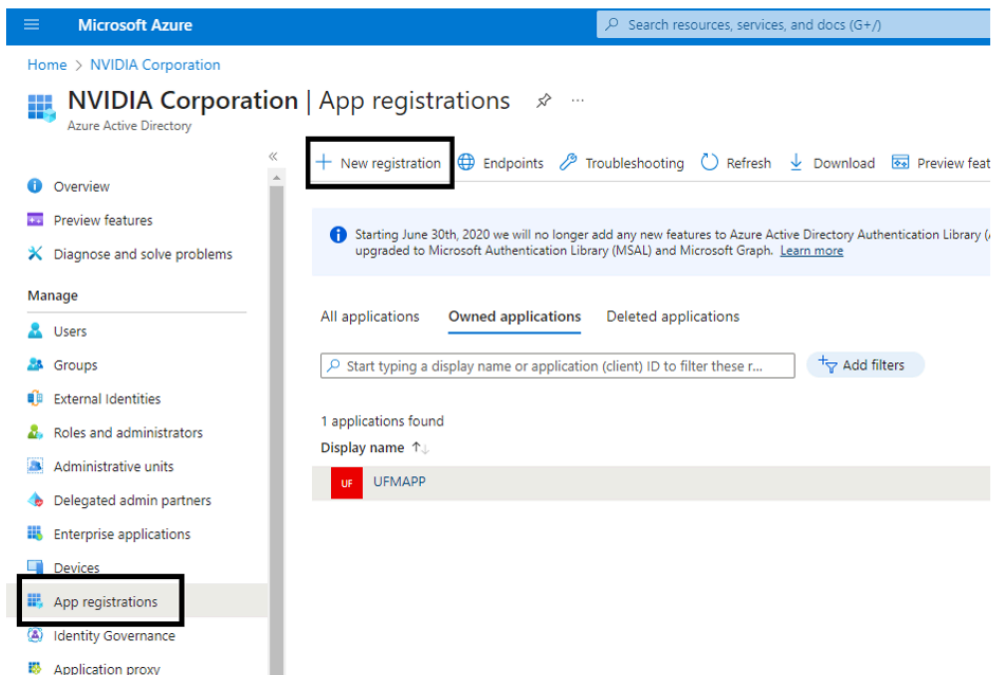 Microsoft Azure
Search resources, services, and docs (G+/)
Home > NVIDIA Corporation
NVIDIA Corporation | App registrations
Azure Active Directory
New registration
Endpoints
Troubleshooting
Refresh
Download
Preview feat
Overview
Preview features
Diagnose and solve problems
Manage
Users
Groups
External Identities
Roles and administrators
Administrative units
Delegated admin partners
Enterprise applications
Devices
App registrations
Identity Governance
Application proxy
Starting June 30th, 2020 we will no longer add any new features to Azure Active Directory Authentication Library (
upgraded to Microsoft Authentication Library (MSAL) and Microsoft Graph. Learn more
All applications
Owned applications
Deleted applications
Start typing a display name or application (client) ID to filter these r...
Add filters
1 applications found
Display name
UF
UFMAPP